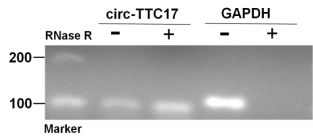 circ-TTC17 GAPDH
RNase R - + - +
200
100
Marker